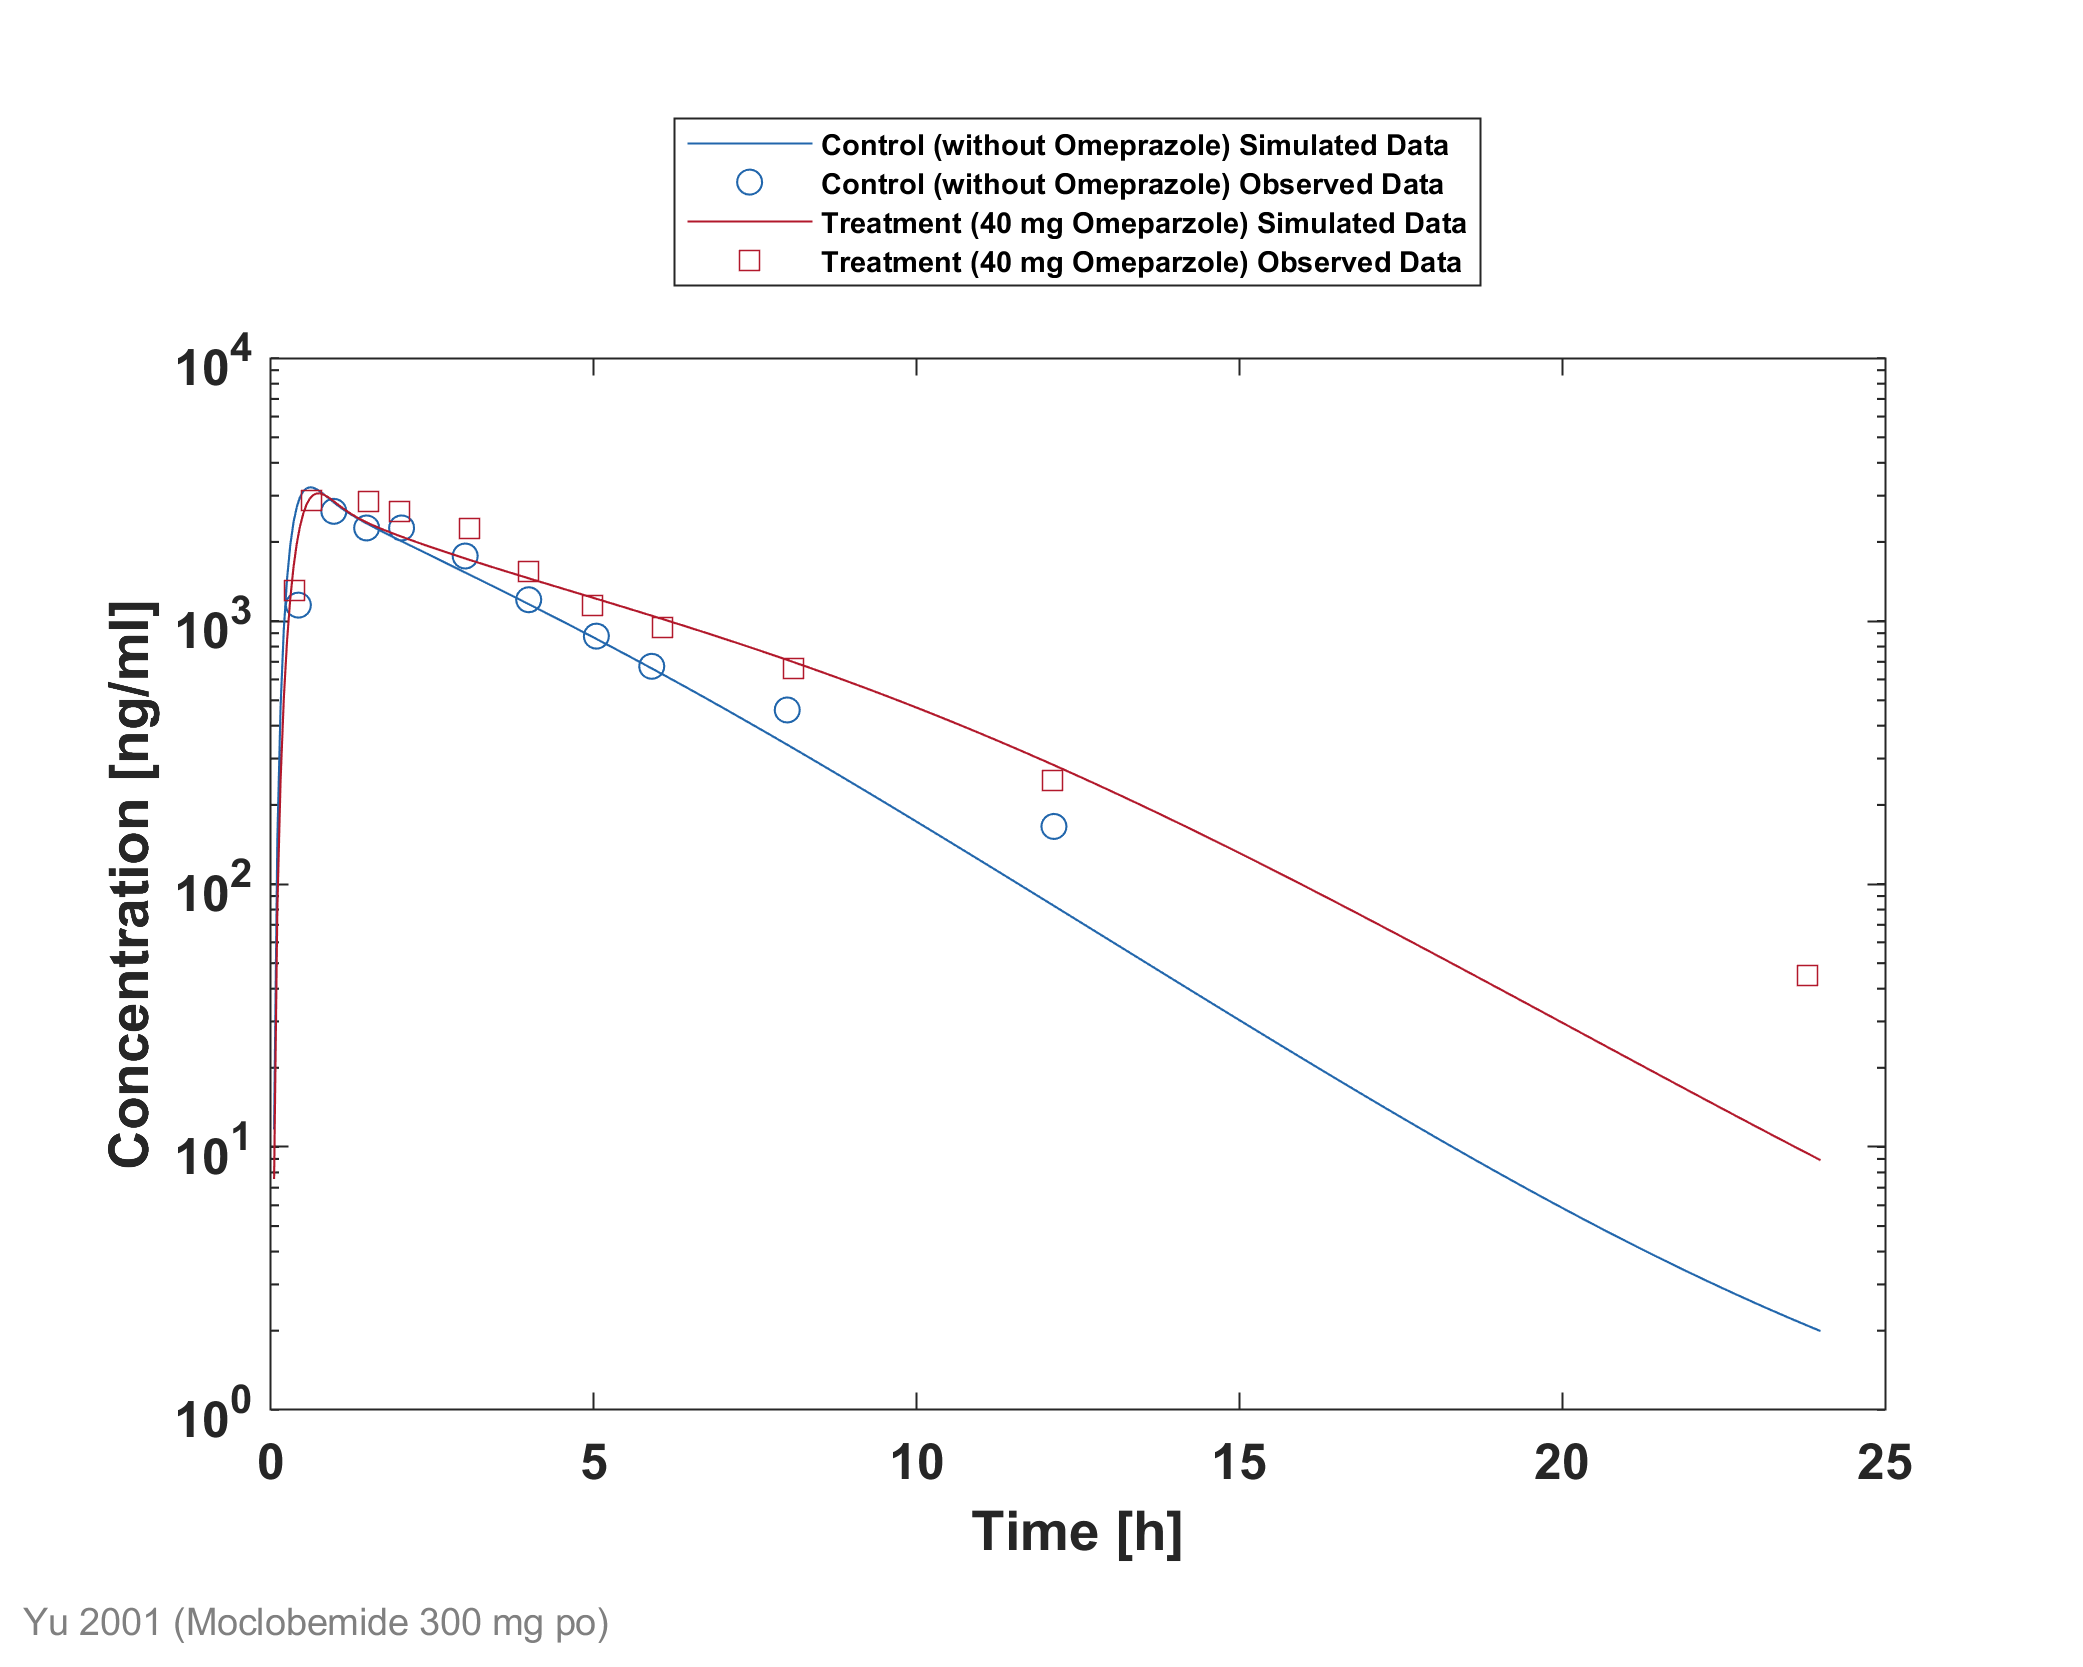 Control (without Omeprazole) Simulated Data
Control (without Omeprazole) Observed Data
Treatment (40 mg Omeparzole) Simulated Data
Treatment (40 mg Omeparzole) Observed Data
10^4
10^3
10^2
10^1
10^0
Concentration [ng/ml]
0 5 10 15 20 25
Time [h]
Yu 2001 (Moclobemide 300 mg po)